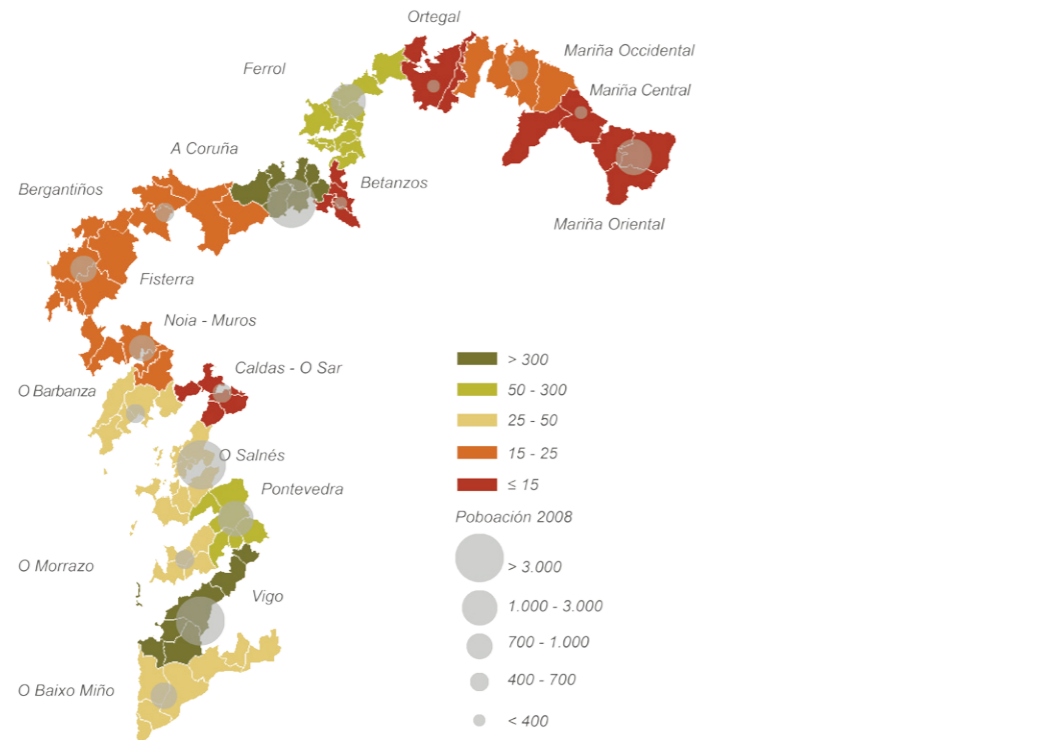 Ortegal
Mariña Occidental
Ferrol
Mariña Central
A Coruña
Betanzos
Bergantiños
Mariña Oriental
Fisterra
Noia - Muros
Caldas - O Sar
O Barbanza
O Salnés
Pontevedra
O Morrazo
Vigo
O Baixo Miño
> 300
50 - 300
25 - 50
15 - 25
≤ 15
Poboación 2008
> 3.000
1.000 - 3.000
700 - 1.000
400 - 700
< 400